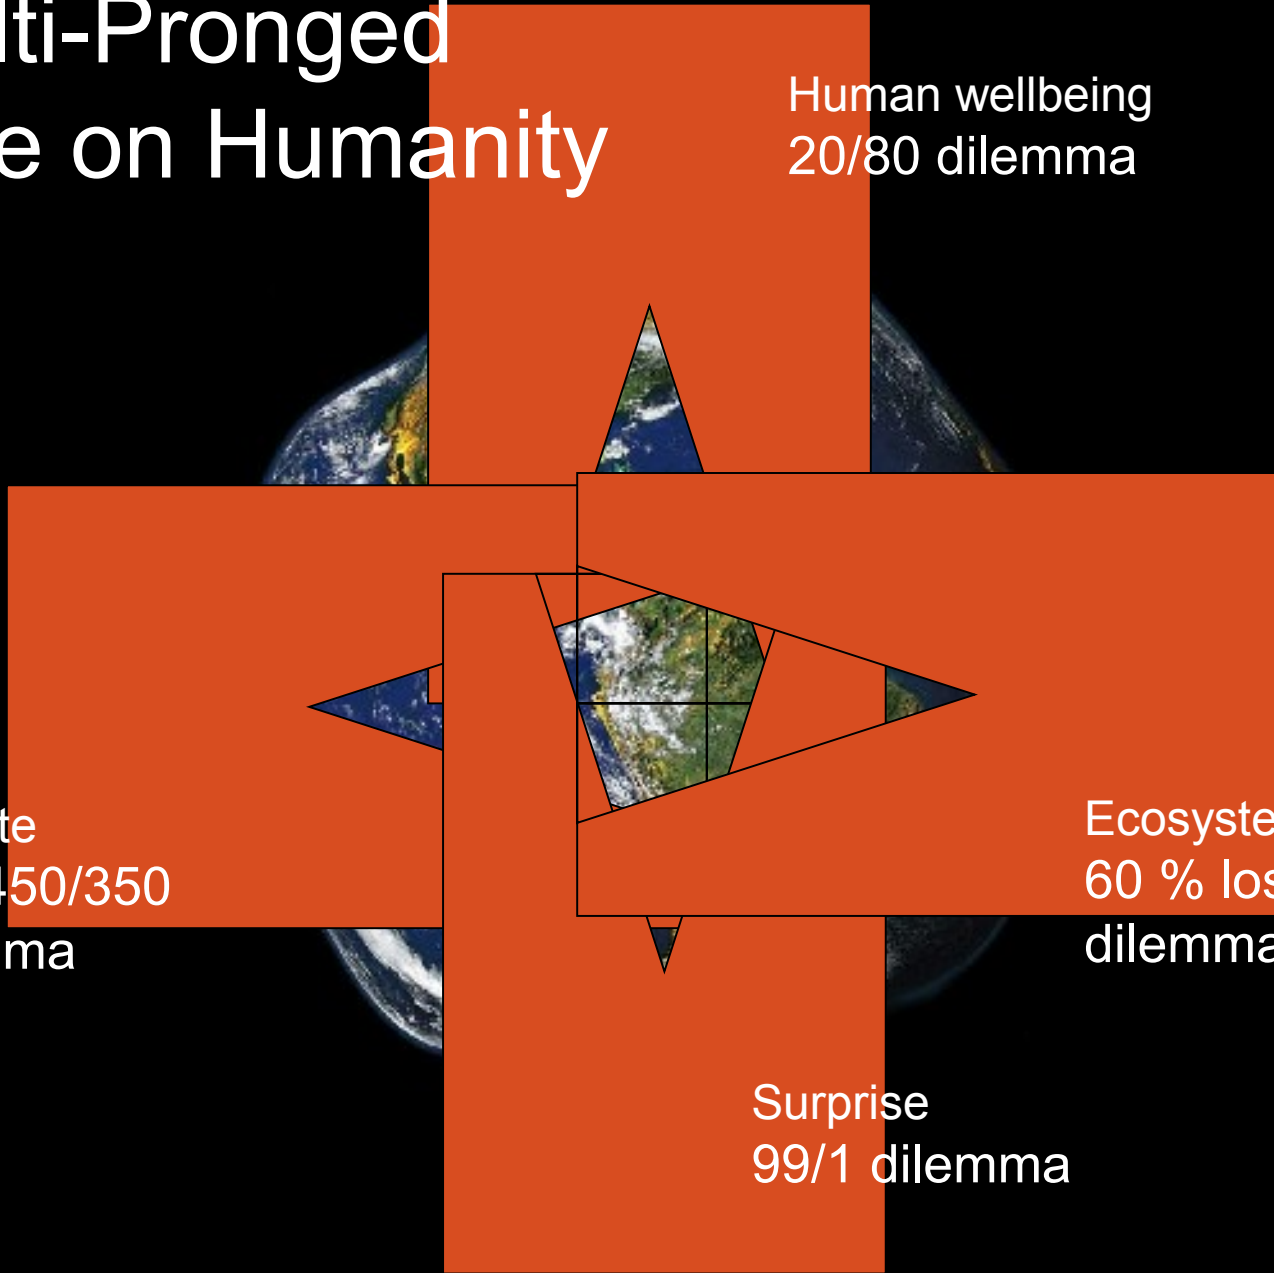 lti-Pronged
e on Humanity
Human wellbeing
20/80 dilemma
te
450/350
ma
Ecosyste
60 % los
dilemma
Surprise
99/1 dilemma